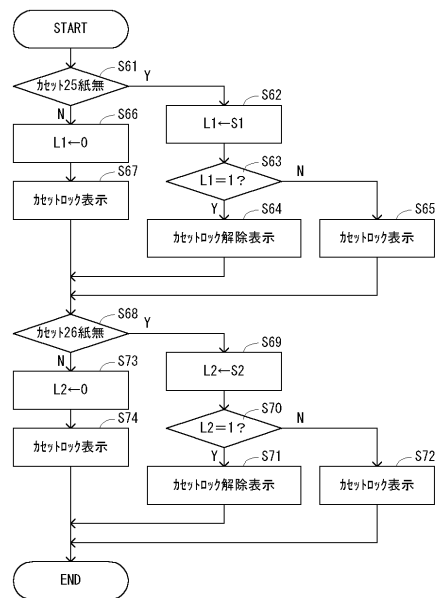 START
S61
カセット25紙無
Y
N
S62
L1←S1
S66
L1←0
S63
L1=1?
N
Y
S67
カセットロック表示
S64
カセットロック解除表示
S65
カセットロック表示
S68
カセット26紙無
Y
N
S69
L2←S2
S73
L2←0
S70
L2=1?
N
Y
S74
カセットロック表示
S71
カセットロック解除表示
S72
カセットロック表示
END